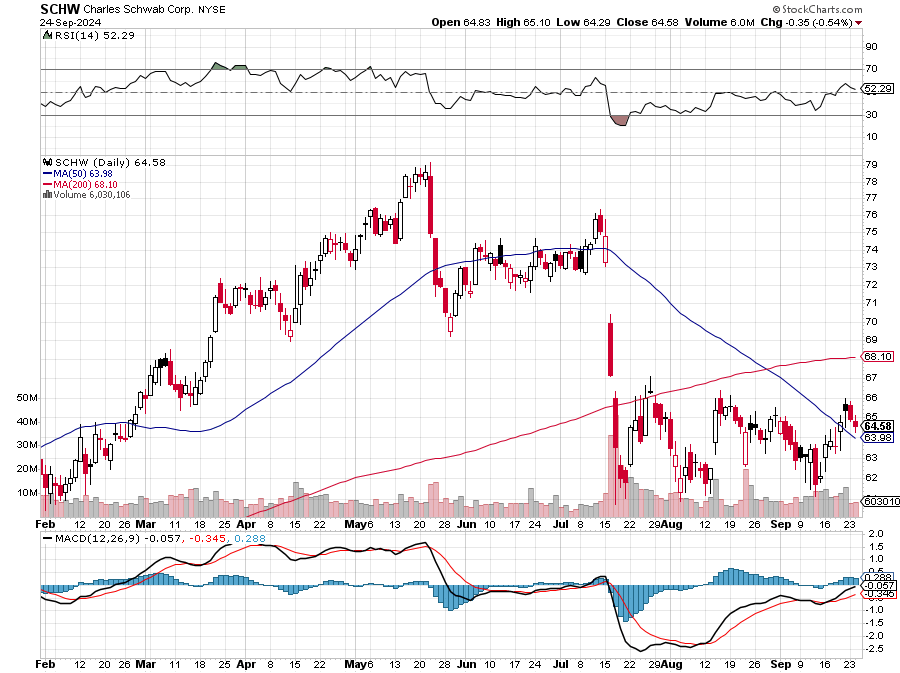 SCHW Charles Schwab Corp. NYSE © StockCharts.com
24-Sep-2024 Open 64.83 High 65.10 Low 64.29 Close 64.58 Volume 6.0M Chg -0.35 (-0.54%)
RSI(14) 52.29
90
70
52.29
30
10
SCHW (Daily) 64.58
MA(50) 63.98
MA(200) 68.10
Volume 6,030,106
79
78
77
76
75
74
73
72
71
70
69
68.10
67
66
65
64.58
63.98
63
62
603010
50M
40M
30M
20M
10M
Feb 12 20 26 Mar 11 18 25 Apr 8 15 22 May 6 13 20 28 Jun 10 17 24 Jul 8 15 22 29 Aug 12 19 26 Sep 9 16 23
MACD(12,26,9) -0.057, -0.345, 0.288
2.0
1.5
1.0
0.5
0.288
-0.057
-0.345
-1.0
-1.5
-2.0
-2.5
Feb 12 20 26 Mar 11 18 25 Apr 8 15 22 May 6 13 20 28 Jun 10 17 24 Jul 8 15 22 29 Aug 12 19 26 Sep 9 16 23